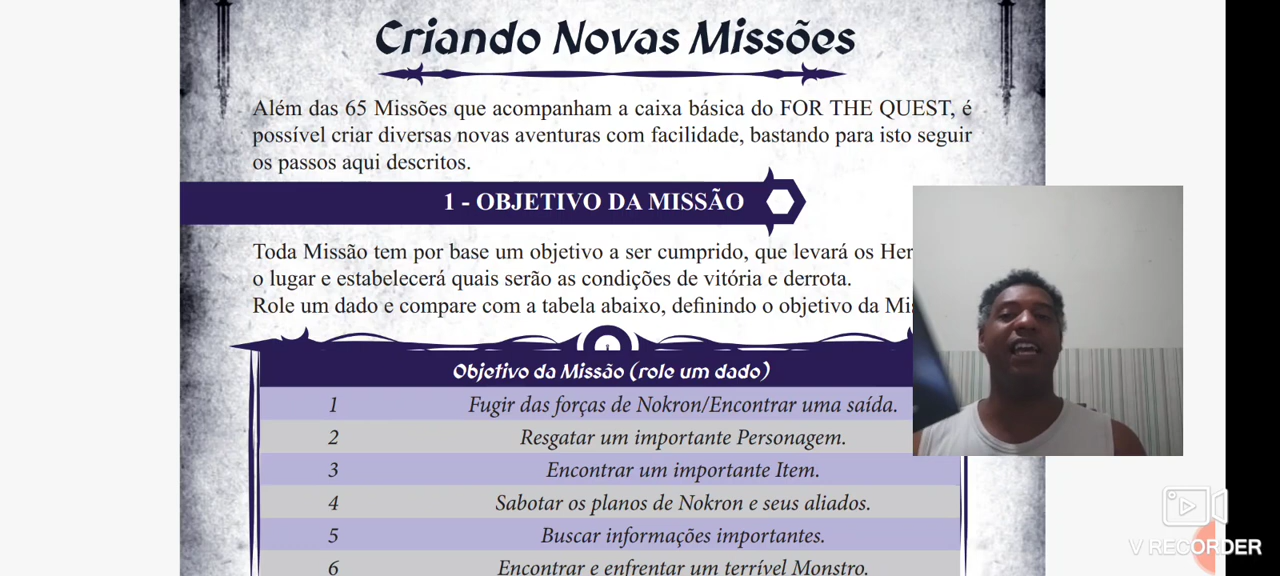 Criando Novas Missões
Além das 65 Missões que acompanham a caixa básica do FOR THE QUEST, é
possível criar diversas novas aventuras com facilidade, bastando para isto seguir
os passos aqui descritos.
1 - OBJETIVO DA MISSÃO
Toda Missão tem por base um objetivo a ser cumprido, que levará os
o lugar e estabelecerá quais serão as condições de vitória e derrota.
Role um dado e compare com a tabela abaixo, definindo o objetivo da
Objetivo da Missão (role um dado)
1 Fugir das forças de Nokron/Encontrar uma saída.
2 Resgatar um importante Personagem.
3 Encontrar um importante Item.
4 Sabotar os planos de Nokron e seus aliados.
5 Buscar informações importantes.
6 Encontrar e enfrentar um terrível Monstro.
V RECORDER